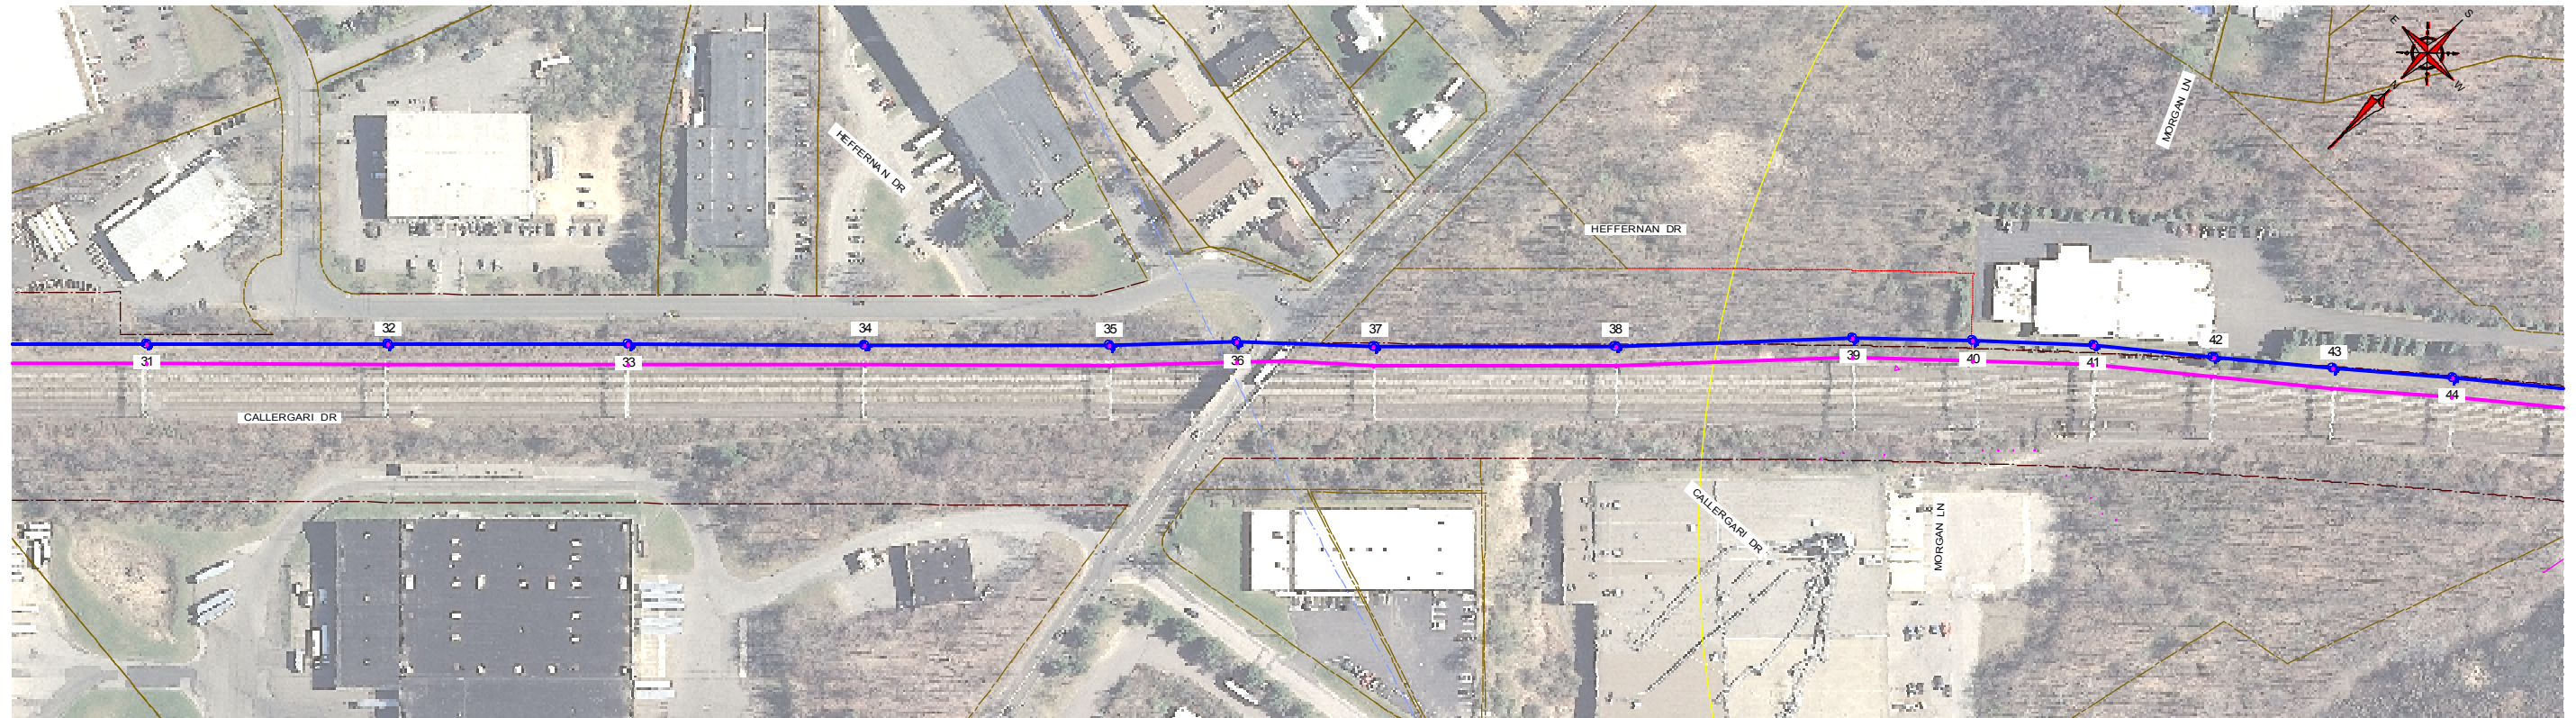 E
S
N
W
MORGAN LN
HEFFERNAN DR
HEFFERNAN DR
32
34
35
37
38
42
43
31
33
36
39
40
41
44
CALLERGARI DR
CALLERGARI DR
MORGAN LN